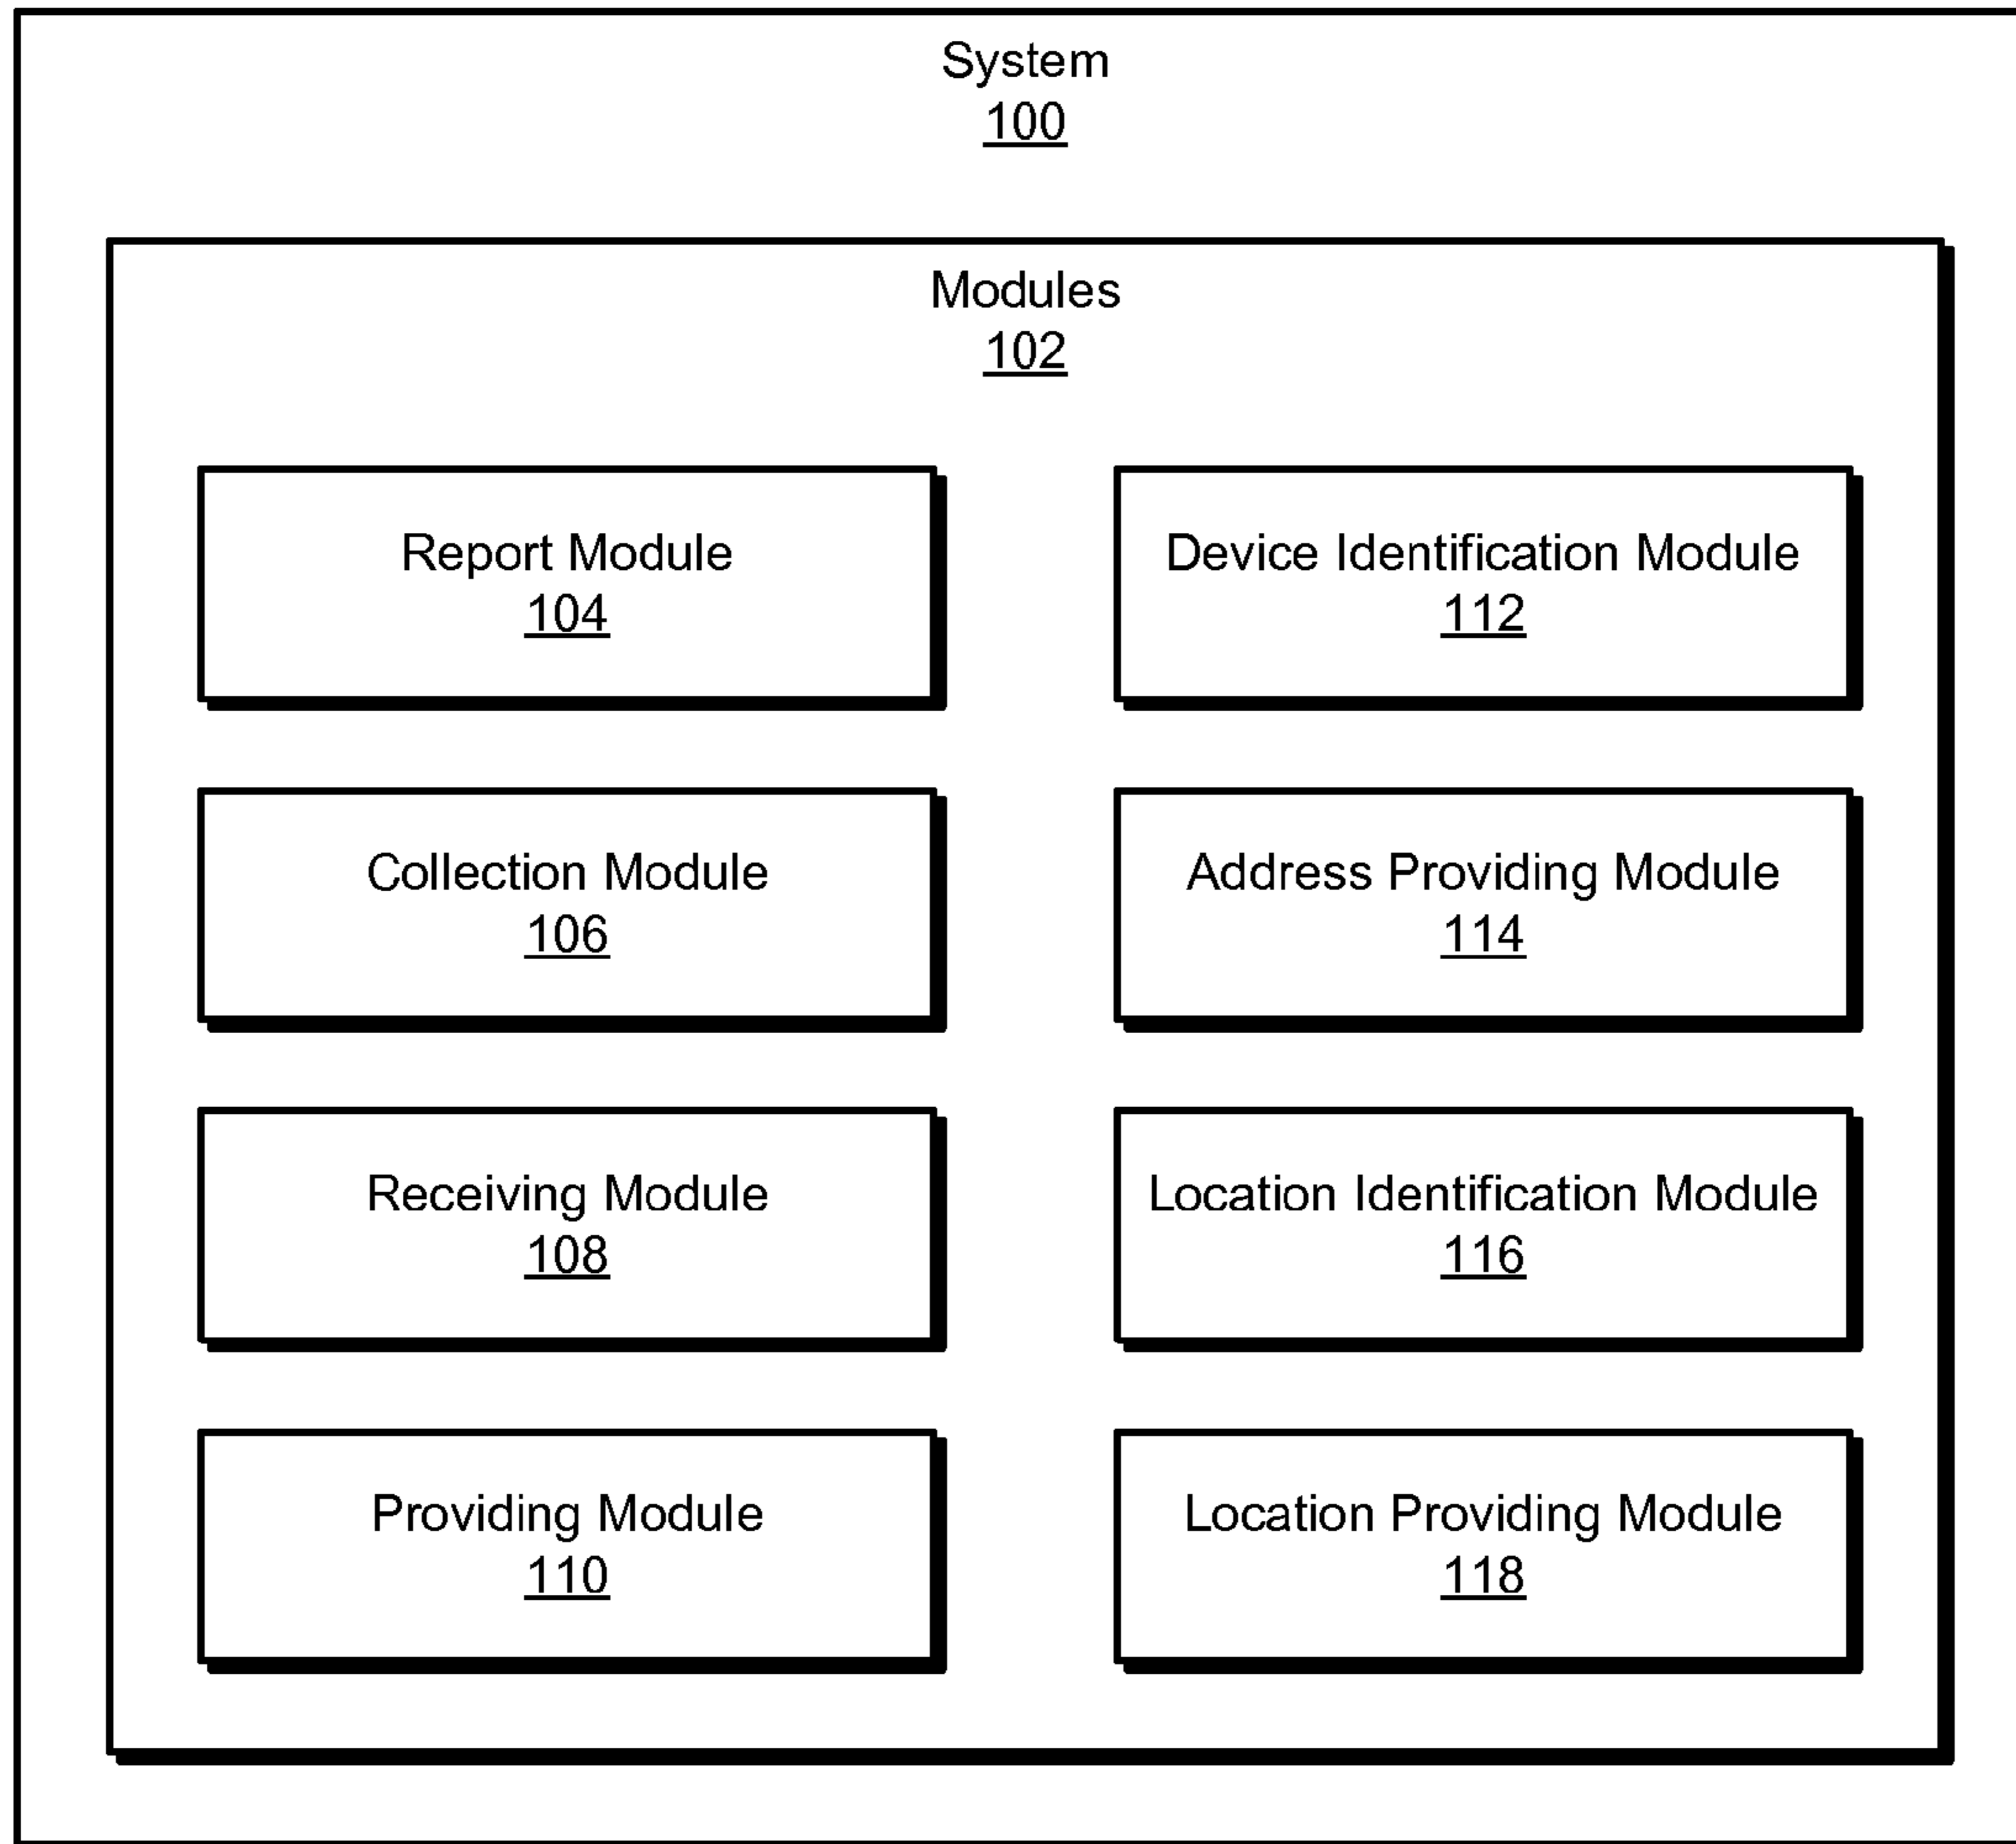 System
100
Modules
102
Report Module
104
Collection Module
106
Receiving Module
108
Providing Module
110
Device Identification Module
112
Address Providing Module
114
Location Identification Module
116
Location Providing Module
118